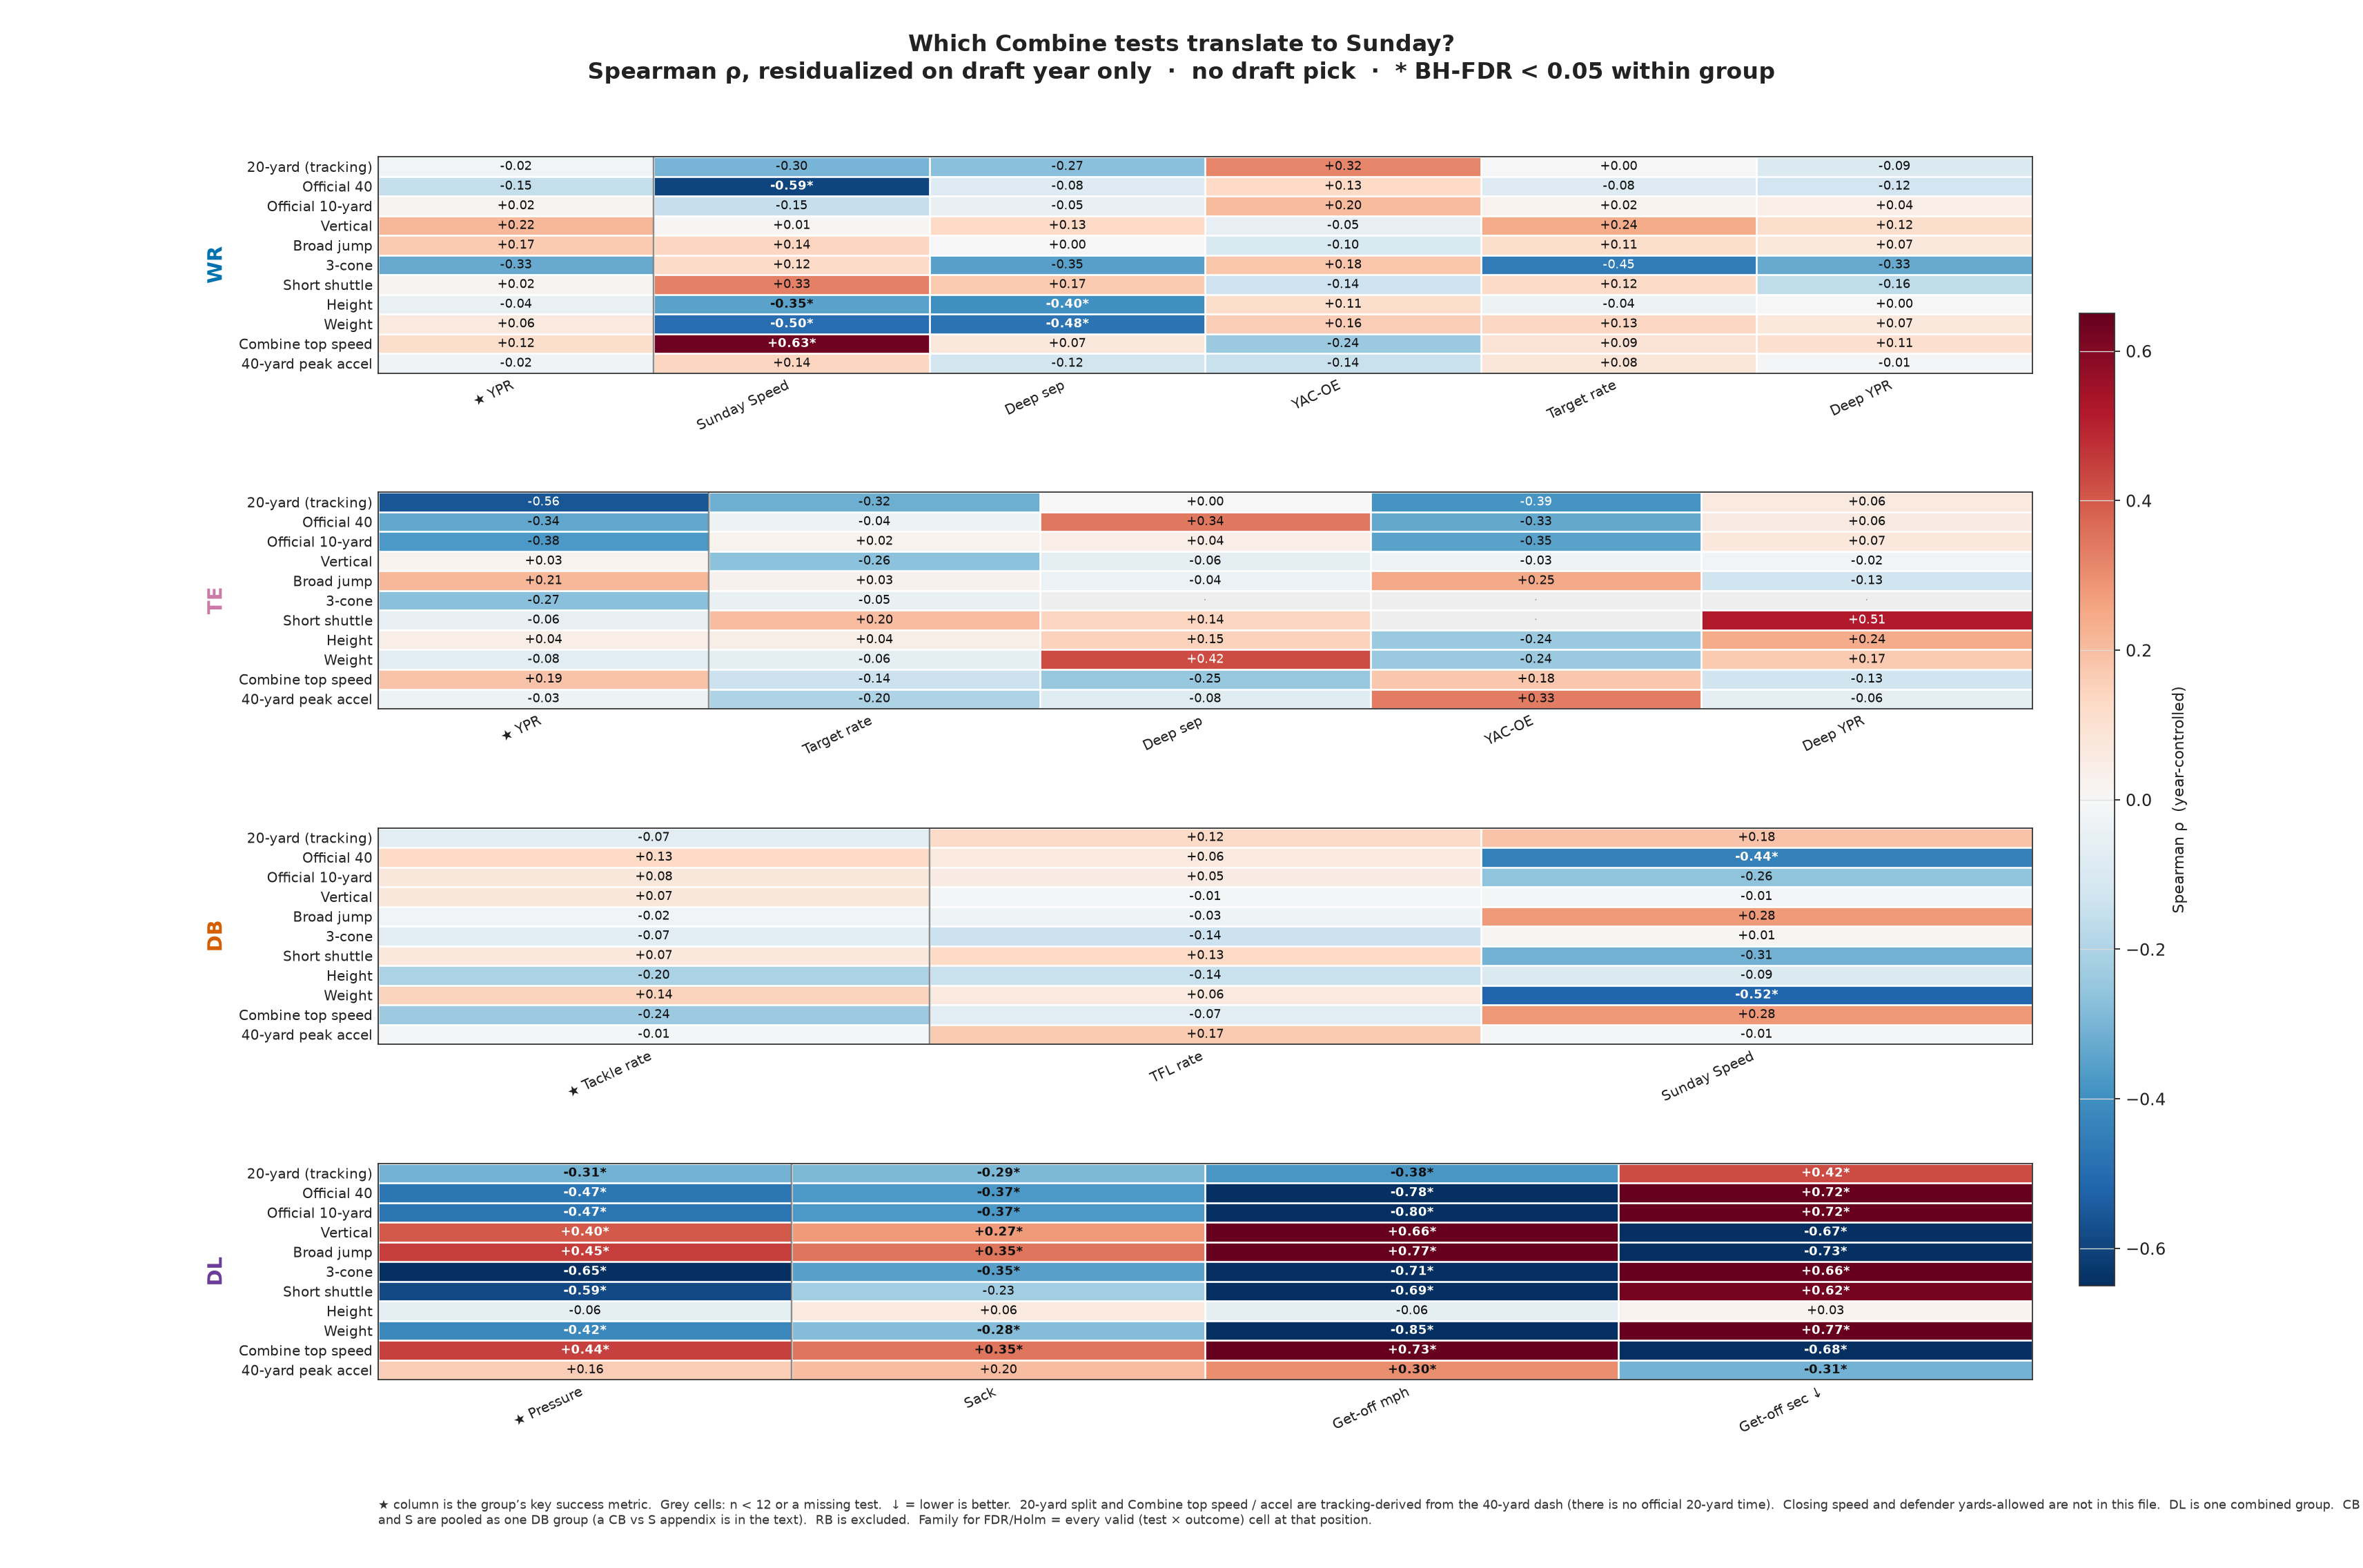 Which Combine tests translate to Sunday?
Spearman ρ, residualized on draft year only · no draft pick · * BH-FDR < 0.05 within group
WR
20-yard (tracking) -0.02 -0.30 -0.27 +0.32 +0.00 -0.09
Official 40 -0.15 -0.59* -0.08 +0.13 -0.08 -0.12
Official 10-yard +0.02 -0.15 -0.05 +0.20 +0.02 +0.04
Vertical +0.22 +0.01 +0.13 -0.05 +0.24 +0.12
Broad jump +0.17 +0.14 +0.00 -0.10 +0.11 +0.07
3-cone -0.33 +0.12 -0.35 +0.18 -0.45 -0.33
Short shuttle +0.02 +0.33 +0.17 -0.14 +0.12 -0.16
Height -0.04 -0.35* -0.40* +0.11 -0.04 +0.00
Weight +0.06 -0.50* -0.48* +0.16 +0.13 +0.07
Combine top speed +0.12 +0.63* +0.07 -0.24 +0.09 +0.11
40-yard peak accel -0.02 +0.14 -0.12 -0.14 +0.08 -0.01
★ YPR Sunday Speed Deep sep YAC-OE Target rate Deep YPR
TE
20-yard (tracking) -0.56 -0.32 +0.00 -0.39 +0.06
Official 40 -0.34 -0.04 +0.34 -0.33 +0.06
Official 10-yard -0.38 +0.02 +0.04 -0.35 +0.07
Vertical +0.03 -0.26 -0.06 -0.03 -0.02
Broad jump +0.21 +0.03 -0.04 +0.25 -0.13
3-cone -0.27 -0.05 · · ·
Short shuttle -0.06 +0.20 +0.14 · +0.51
Height +0.04 +0.04 +0.15 -0.24 +0.24
Weight -0.08 -0.06 +0.42 -0.24 +0.17
Combine top speed +0.19 -0.14 -0.25 +0.18 -0.13
40-yard peak accel -0.03 -0.20 -0.08 +0.33 -0.06
★ YPR Target rate Deep sep YAC-OE Deep YPR
DB
20-yard (tracking) -0.07 +0.12 +0.18
Official 40 +0.13 +0.06 -0.44*
Official 10-yard +0.08 +0.05 -0.26
Vertical +0.07 -0.01 -0.01
Broad jump -0.02 -0.03 +0.28
3-cone -0.07 -0.14 +0.01
Short shuttle +0.07 +0.13 -0.31
Height -0.20 -0.14 -0.09
Weight +0.14 +0.06 -0.52*
Combine top speed -0.24 -0.07 +0.28
40-yard peak accel -0.01 +0.17 -0.01
★ Tackle rate TFL rate Sunday Speed
DL
20-yard (tracking) -0.31* -0.29* -0.38* +0.42*
Official 40 -0.47* -0.37* -0.78* +0.72*
Official 10-yard -0.47* -0.37* -0.80* +0.72*
Vertical +0.40* +0.27* +0.66* -0.67*
Broad jump +0.45* +0.35* +0.77* -0.73*
3-cone -0.65* -0.35* -0.71* +0.66*
Short shuttle -0.59* -0.23 -0.69* +0.62*
Height -0.06 +0.06 -0.06 +0.03
Weight -0.42* -0.28* -0.85* +0.77*
Combine top speed +0.44* +0.35* +0.73* -0.68*
40-yard peak accel +0.16 +0.20 +0.30* -0.31*
★ Pressure Sack Get-off mph Get-off sec ↓
0.6
0.4
0.2
0.0
−0.2
−0.4
−0.6
Spearman ρ (year-controlled)
★ column is the group's key success metric. Grey cells: n < 12 or a missing test. ↓ = lower is better. 20-yard split and Combine top speed / accel are tracking-derived from the 40-yard dash (there is no official 20-yard time). Closing speed and defender yards-allowed are not in this file. DL is one combined group. CB
and S are pooled as one DB group (a CB vs S appendix is in the text). RB is excluded. Family for FDR/Holm = every valid (test × outcome) cell at that position.